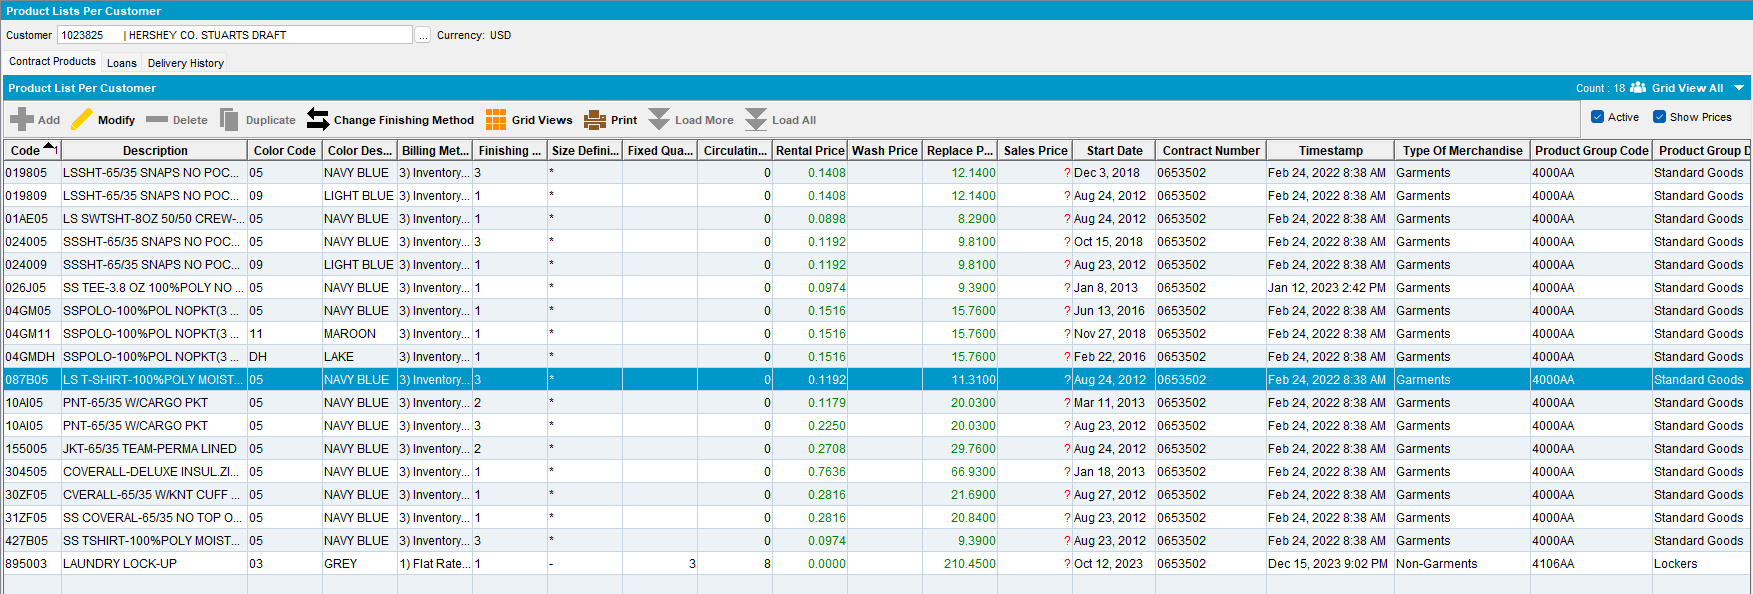 Product Lists Per Customer
Customer 1023825 | HERSHEY CO. STUARTS DRAFT ... Currency: USD
Contract Products Loans Delivery History
Product List Per Customer Count : 18 Grid View All
Add Modify Delete Duplicate Change Finishing Method Grid Views Print Load More Load All Active Show Prices
Code 1 Description Color Code Color Des... Billing Met... Finishing ... Size Defini... Fixed Qua... Circulatin... Rental Price Wash Price Replace P... Sales Price Start Date Contract Number Timestamp Type Of Merchandise Product Group Code Product Group D
019805 LSSHT-65/35 SNAPS NO POC... 05 NAVY BLUE 3) Inventory... 3 * 0 0.1408 12.1400 ? Dec 3, 2018 0653502 Feb 24, 2022 8:38 AM Garments 4000AA Standard Goods
019809 LSSHT-65/35 SNAPS NO POC... 09 LIGHT BLUE 3) Inventory... 1 * 0 0.1408 12.1400 ? Aug 24, 2012 0653502 Feb 24, 2022 8:38 AM Garments 4000AA Standard Goods
01AE05 LS SWTSHT-8OZ 50/50 CREW-... 05 NAVY BLUE 3) Inventory... 1 * 0 0.0898 8.2900 ? Aug 24, 2012 0653502 Feb 24, 2022 8:38 AM Garments 4000AA Standard Goods
024005 SSSHT-65/35 SNAPS NO POC... 05 NAVY BLUE 3) Inventory... 3 * 0 0.1192 9.8100 ? Oct 15, 2018 0653502 Feb 24, 2022 8:38 AM Garments 4000AA Standard Goods
024009 SSSHT-65/35 SNAPS NO POC... 09 LIGHT BLUE 3) Inventory... 1 * 0 0.1192 9.8100 ? Aug 23, 2012 0653502 Feb 24, 2022 8:38 AM Garments 4000AA Standard Goods
026J05 SS TEE-3.8 OZ 100%POLY NO ... 05 NAVY BLUE 3) Inventory... 1 * 0 0.0974 9.3900 ? Jan 8, 2013 0653502 Jan 12, 2023 2:42 PM Garments 4000AA Standard Goods
04GM05 SSPOLO-100%POL NOPKT(3 ... 05 NAVY BLUE 3) Inventory... 1 * 0 0.1516 15.7600 ? Jun 13, 2016 0653502 Feb 24, 2022 8:38 AM Garments 4000AA Standard Goods
04GM11 SSPOLO-100%POL NOPKT(3 ... 11 MAROON 3) Inventory... 1 * 0 0.1516 15.7600 ? Nov 27, 2018 0653502 Feb 24, 2022 8:38 AM Garments 4000AA Standard Goods
04GMDH SSPOLO-100%POL NOPKT(3 ... DH LAKE 3) Inventory... 1 * 0 0.1516 15.7600 ? Feb 22, 2016 0653502 Feb 24, 2022 8:38 AM Garments 4000AA Standard Goods
087B05 LS T-SHIRT-100%POLY MOIST... 05 NAVY BLUE 3) Inventory... 3 * 0 0.1192 11.3100 ? Aug 24, 2012 0653502 Feb 24, 2022 8:38 AM Garments 4000AA Standard Goods
10AI05 PNT-65/35 W/CARGO PKT 05 NAVY BLUE 3) Inventory... 2 * 0 0.1179 20.0300 ? Mar 11, 2013 0653502 Feb 24, 2022 8:38 AM Garments 4000AA Standard Goods
10AI05 PNT-65/35 W/CARGO PKT 05 NAVY BLUE 3) Inventory... 3 * 0 0.2250 20.0300 ? Aug 23, 2012 0653502 Feb 24, 2022 8:38 AM Garments 4000AA Standard Goods
155005 JKT-65/35 TEAM-PERMA LINED 05 NAVY BLUE 3) Inventory... 2 * 0 0.2708 29.7600 ? Aug 24, 2012 0653502 Feb 24, 2022 8:38 AM Garments 4000AA Standard Goods
304505 COVERALL-DELUXE INSUL.ZI... 05 NAVY BLUE 3) Inventory... 1 * 0 0.7636 66.9300 ? Jan 18, 2013 0653502 Feb 24, 2022 8:38 AM Garments 4000AA Standard Goods
30ZF05 CVERALL-65/35 W/KNT CUFF ... 05 NAVY BLUE 3) Inventory... 1 * 0 0.2816 21.6900 ? Aug 27, 2012 0653502 Feb 24, 2022 8:38 AM Garments 4000AA Standard Goods
31ZF05 SS COVERAL-65/35 NO TOP O... 05 NAVY BLUE 3) Inventory... 1 * 0 0.2816 20.8400 ? Aug 23, 2012 0653502 Feb 24, 2022 8:38 AM Garments 4000AA Standard Goods
427B05 SS TSHIRT-100%POLY MOIST... 05 NAVY BLUE 3) Inventory... 3 * 0 0.0974 9.3900 ? Aug 23, 2012 0653502 Feb 24, 2022 8:38 AM Garments 4000AA Standard Goods
895003 LAUNDRY LOCK-UP 03 GREY 1) Flat Rate... 1 - 3 8 0.0000 210.4500 ? Oct 12, 2023 0653502 Dec 15, 2023 9:02 PM Non-Garments 4106AA Lockers